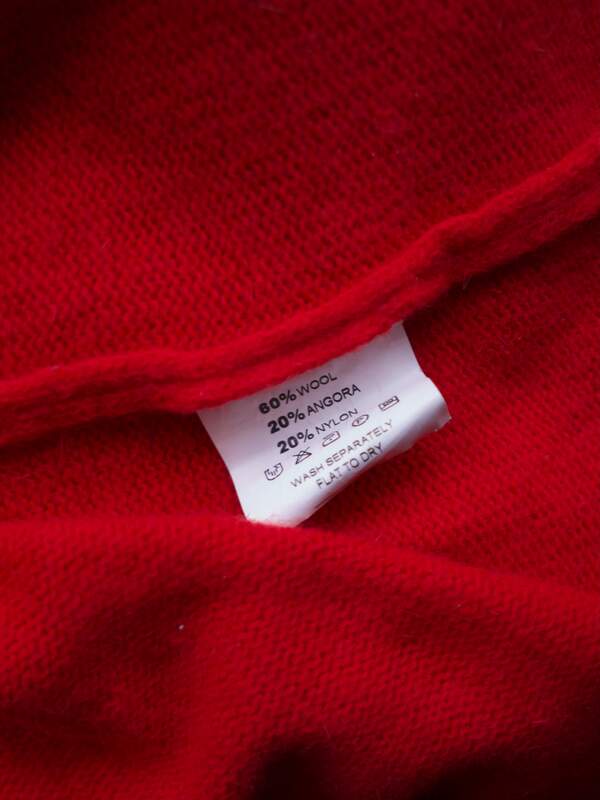 60% WOOL
20% ANGORA
20% NYLON
WASH SEPARATELY
FLAT TO DRY